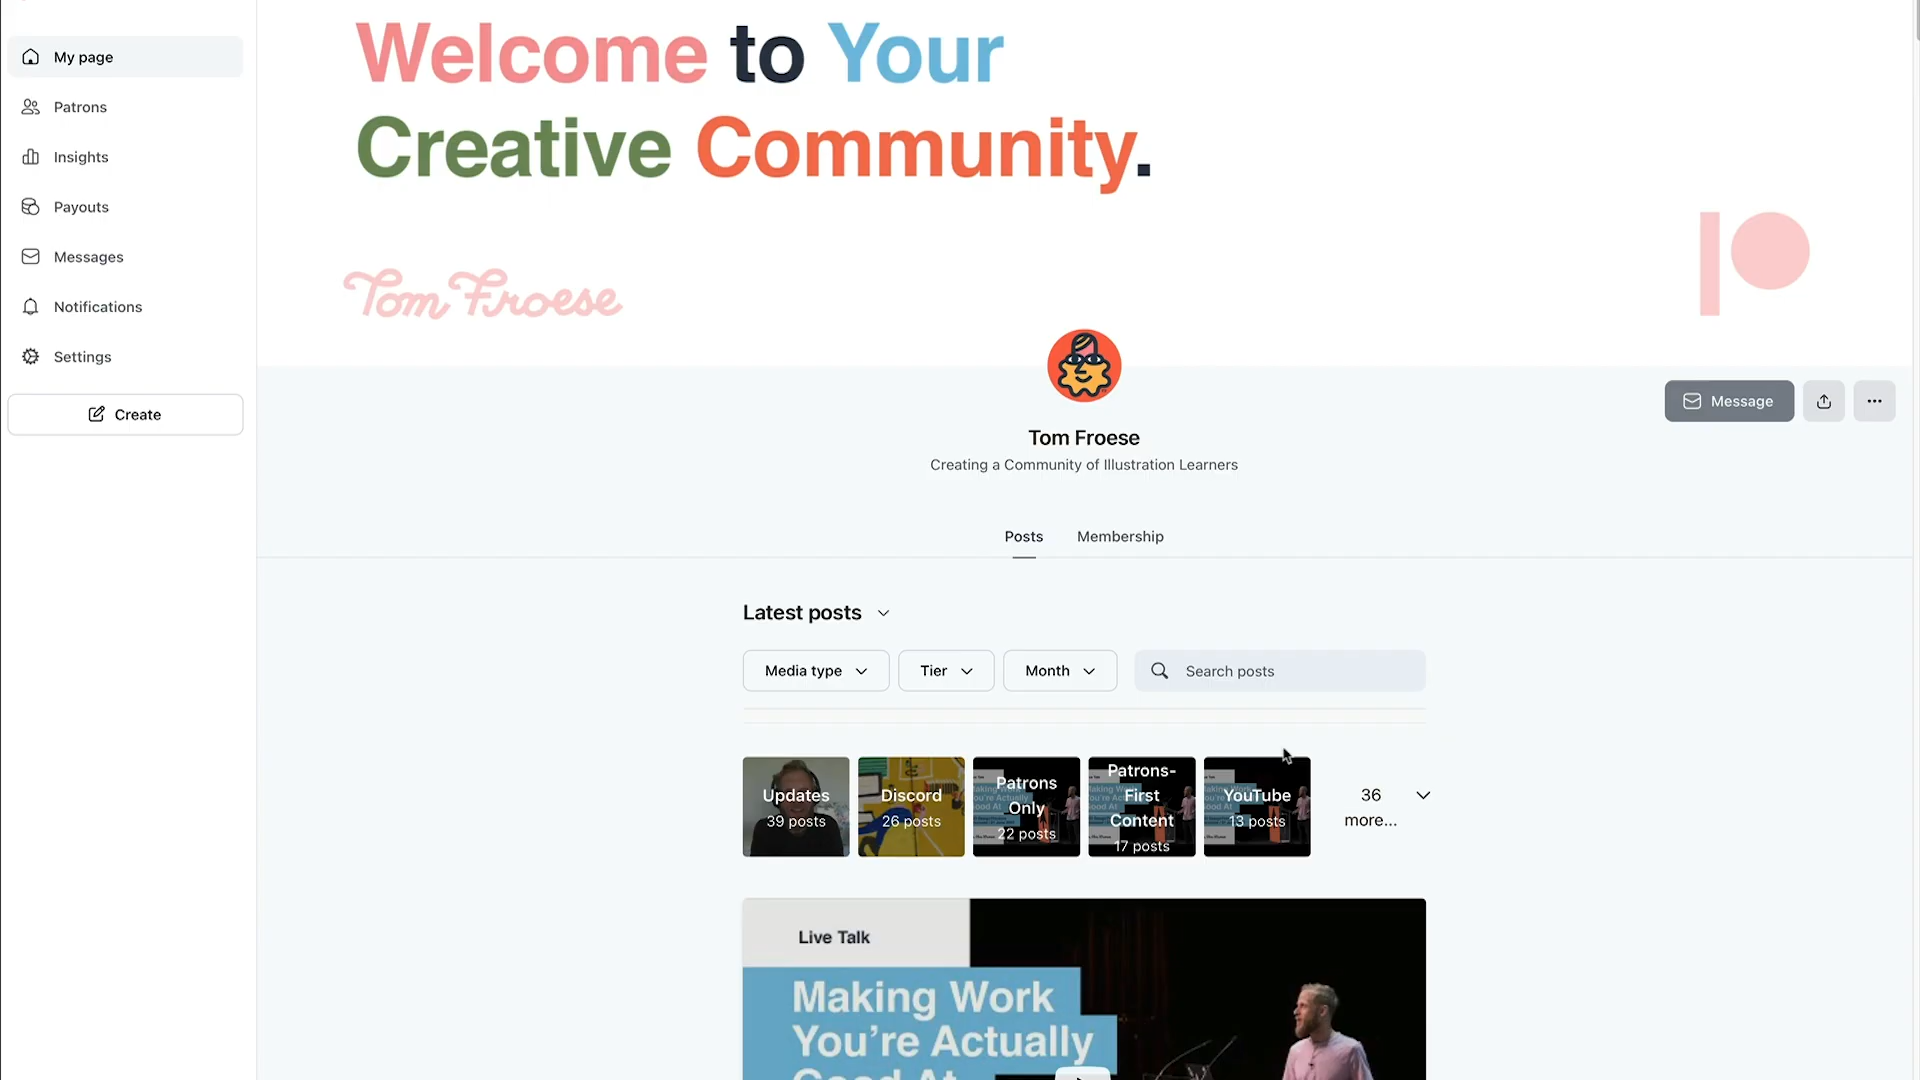 Welcome to Your
Creative Community.
Tom Froese
My page
Patrons
Insights
Payouts
Messages
Notifications
Settings
Create
Message
Tom Froese
Creating a Community of Illustration Learners
Posts
Membership
Latest posts
Media type
Tier
Month
Search posts
Updates
39 posts
Discord
26 posts
Patrons
Only
22 posts
Patrons-
First
Content
17 posts
YouTube
13 posts
36
more...
Live Talk
Making Work
You're Actually
Good At